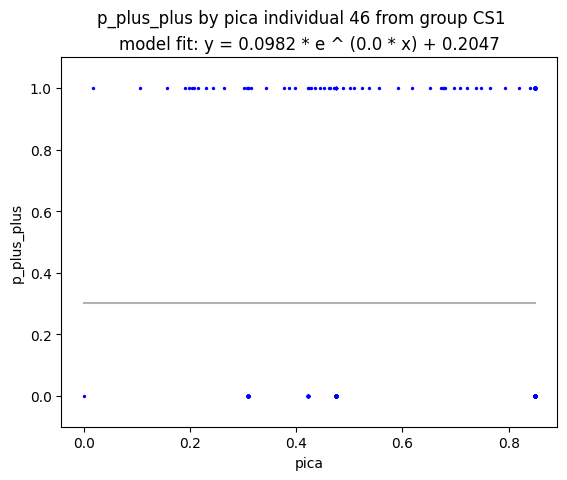 p_plus_plus by pica individual 46 from group CS1
model fit: y = 0.0982 * e ^ (0.0 * x) + 0.2047
1.0
0.8
0.6
0.4
0.2
0.0
p_plus_plus
0.0 0.2 0.4 0.6 0.8
pica